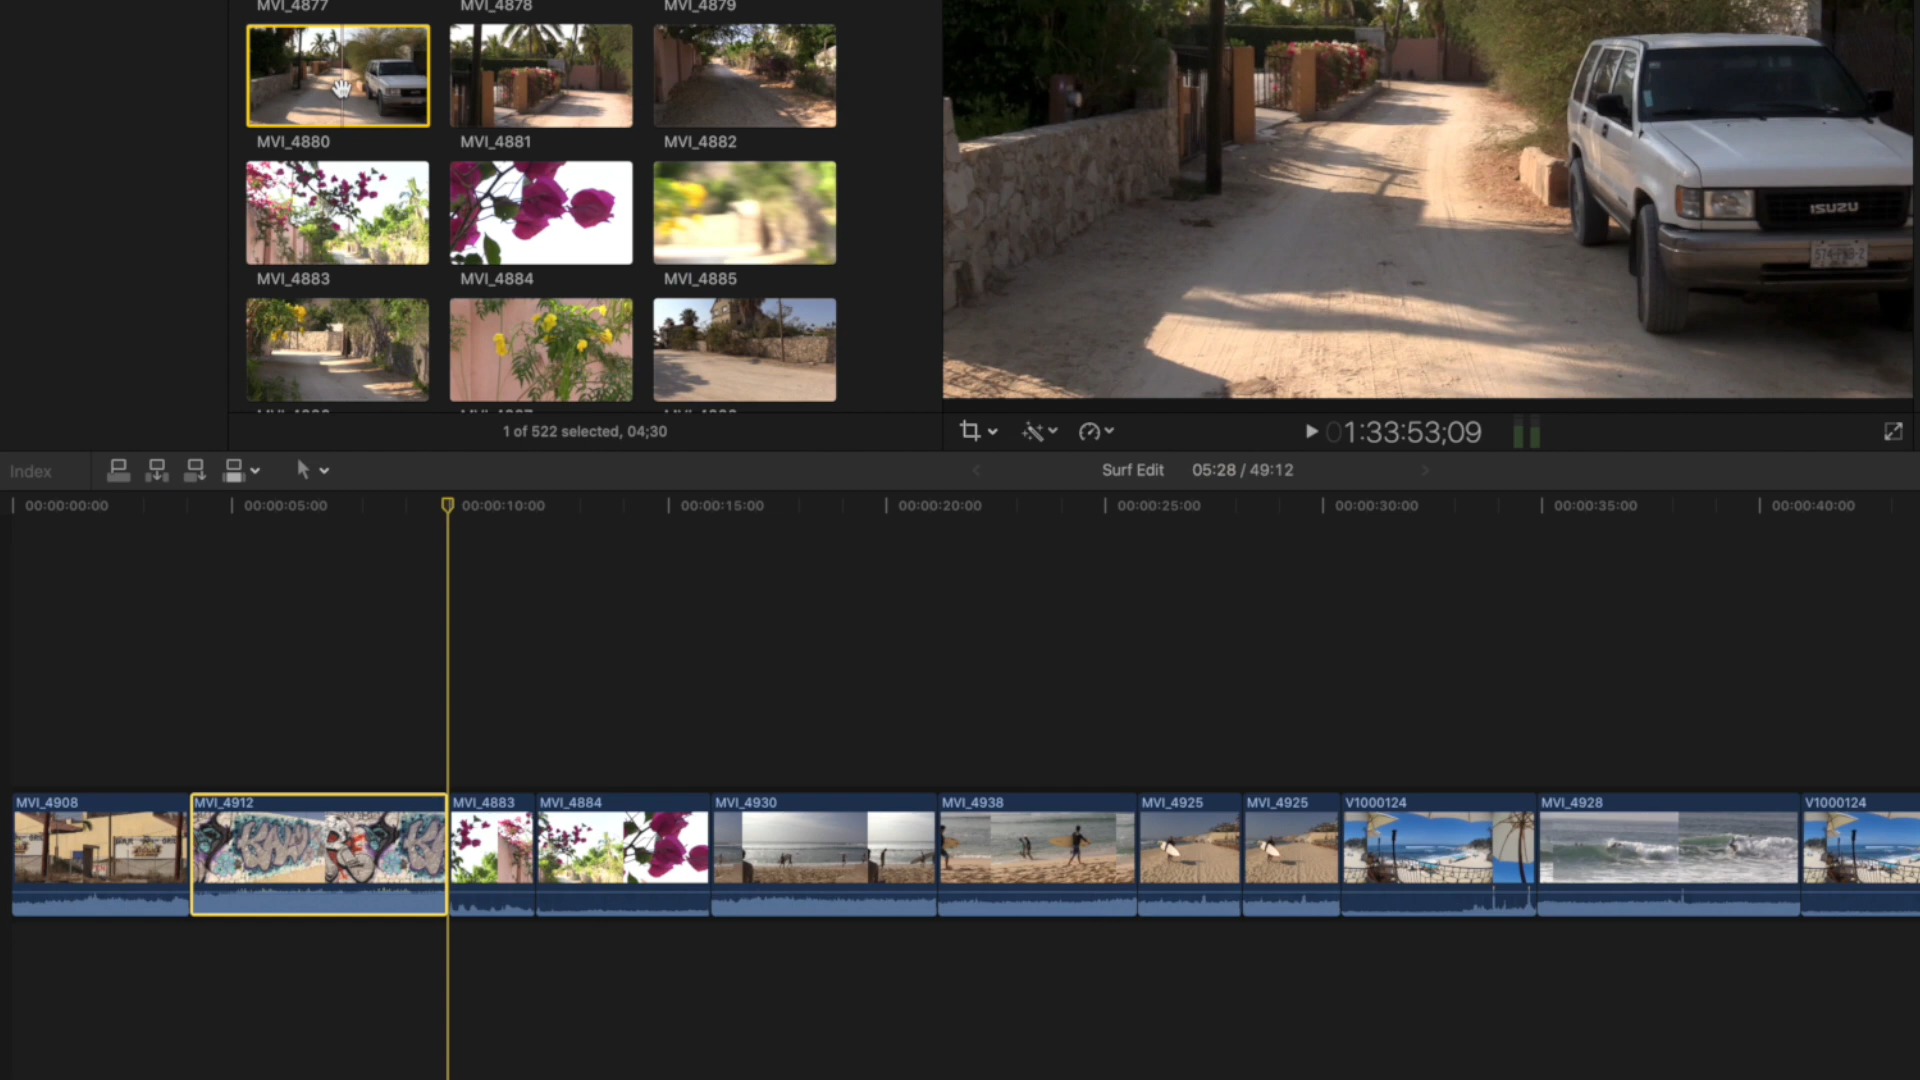 MVI_4877 MVI_4878 MVI_4879
MVI_4880 MVI_4881 MVI_4882
MVI_4883 MVI_4884 MVI_4885
ISUZU
1 of 522 selected, 04;30
01:33:53;09
Index
Surf Edit 05:28 / 49:12
00:00:00:00 00:00:05:00 00:00:10:00 00:00:15:00 00:00:20:00 00:00:25:00 00:00:30:00 00:00:35:00 00:00:40:00
MVI_4908 MVI_4912 MVI_4883 MVI_4884 MVI_4930 MVI_4938 MVI_4925 MVI_4925 V1000124 MVI_4928 V1000124